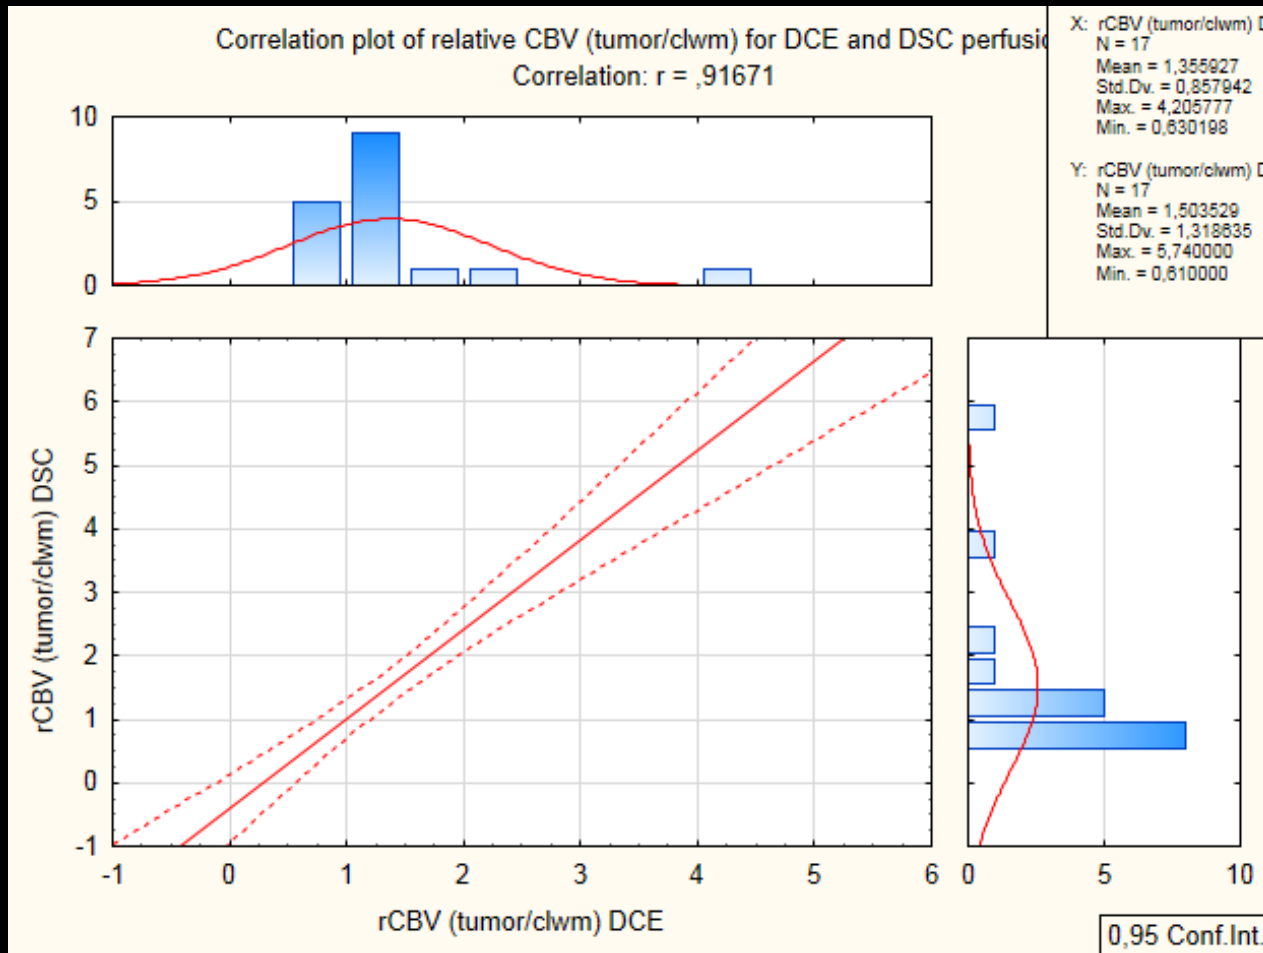 Correlation plot of relative CBV (tumor/clwm) for DCE and DSC
Correlation: r = ,91671
X: rCBV (tumor/clwm)
N = 17
Mean = 1,355927
Std.Dv. = 0,857942
Max. = 4,205777
Min. = 0,630198
Y: rCBV (tumor/clwm)
N = 17
Mean = 1,503529
Std.Dv. = 1,318635
Max. = 5,740000
Min. = 0,610000
10
5
0
7
6
5
4
3
2
1
0
-1
rCBV (tumor/clwm) DSC
-1 0 1 2 3 4 5 6
0 5 10
rCBV (tumor/clwm) DCE
0,95 Conf.Int.